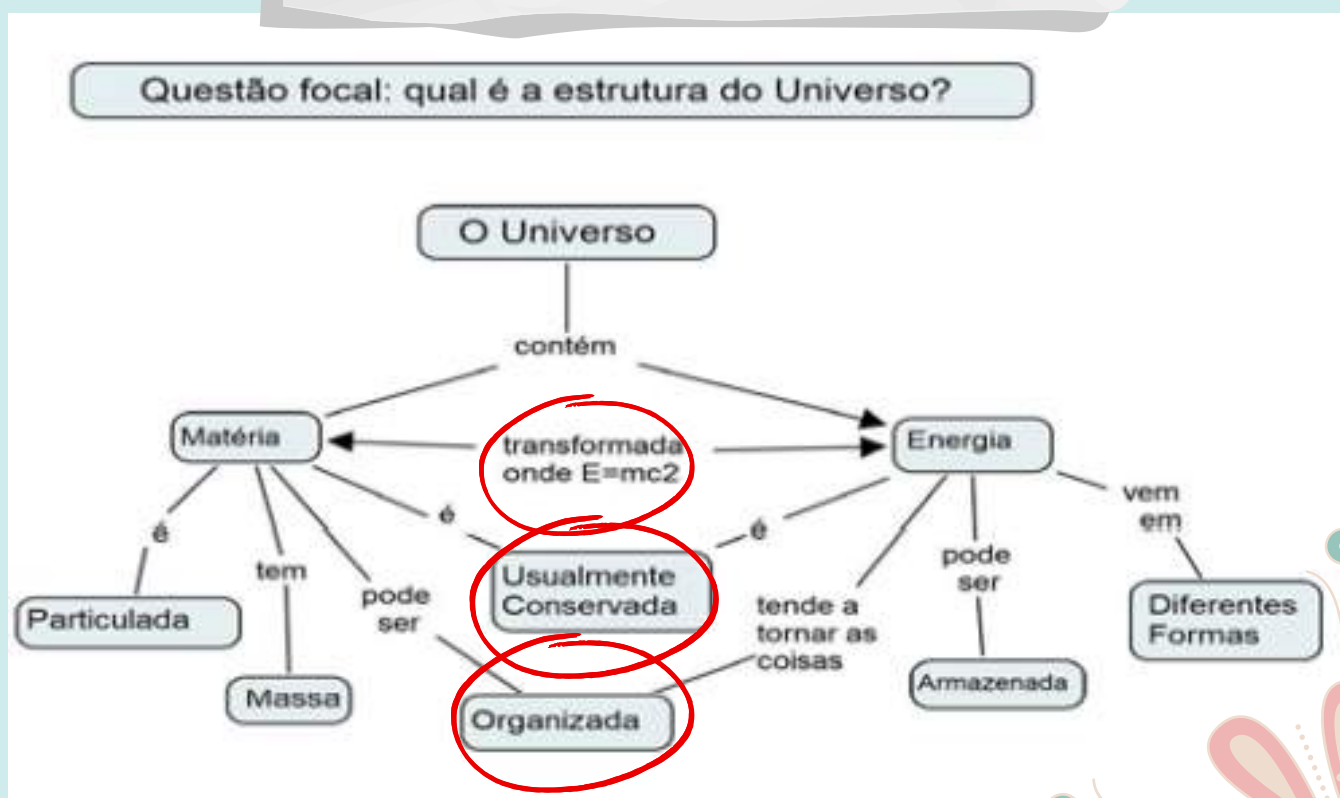 Questão focal: qual é a estrutura do Universo?
O Universo
contém
Matéria
transformada
onde E=mc2
Energia
é
tem
pode
ser
é
Usualmente
Conservada
é
tende a
tornar as
coisas
pode
ser
vem
em
Particulada
Massa
Organizada
Armazenada
Diferentes
Formas